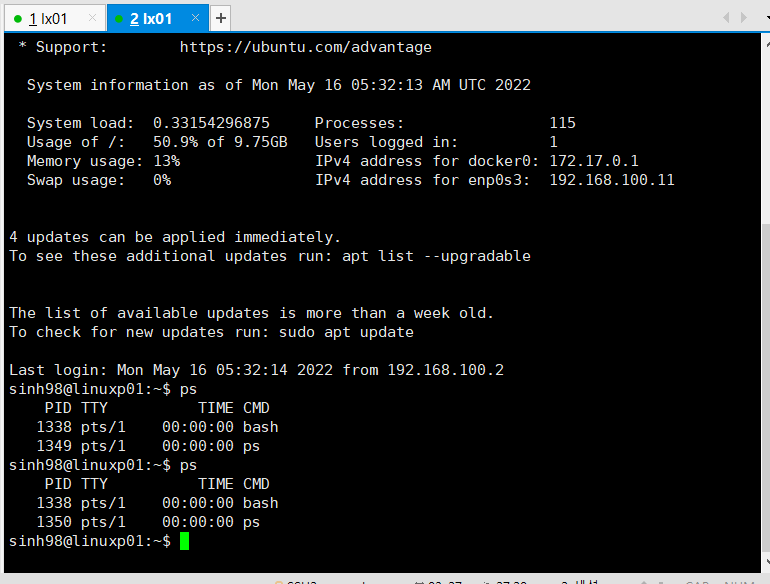 1 lx01 × 2 lx01 × +
* Support:        https://ubuntu.com/advantage
System information as of Mon May 16 05:32:13 AM UTC 2022
System load:  0.33154296875     Processes:                115
Usage of /:   50.9% of 9.75GB   Users logged in:          1
Memory usage: 13%               IPv4 address for docker0: 172.17.0.1
Swap usage:   0%                IPv4 address for enp0s3:  192.168.100.11
4 updates can be applied immediately.
To see these additional updates run: apt list --upgradable
The list of available updates is more than a week old.
To check for new updates run: sudo apt update
Last login: Mon May 16 05:32:14 2022 from 192.168.100.2
sinh98@linuxp01:~$ ps
    PID TTY          TIME CMD
   1338 pts/1    00:00:00 bash
   1349 pts/1    00:00:00 ps
sinh98@linuxp01:~$ ps
    PID TTY          TIME CMD
   1338 pts/1    00:00:00 bash
   1350 pts/1    00:00:00 ps
sinh98@linuxp01:~$